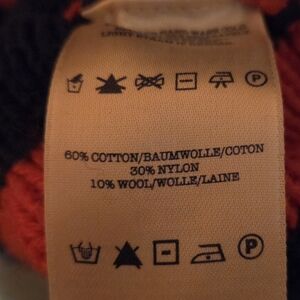 60% COTTON/BAUMWOLLE/COTON
30% NYLON
10% WOOL/WOLLE/LAINE
P
P